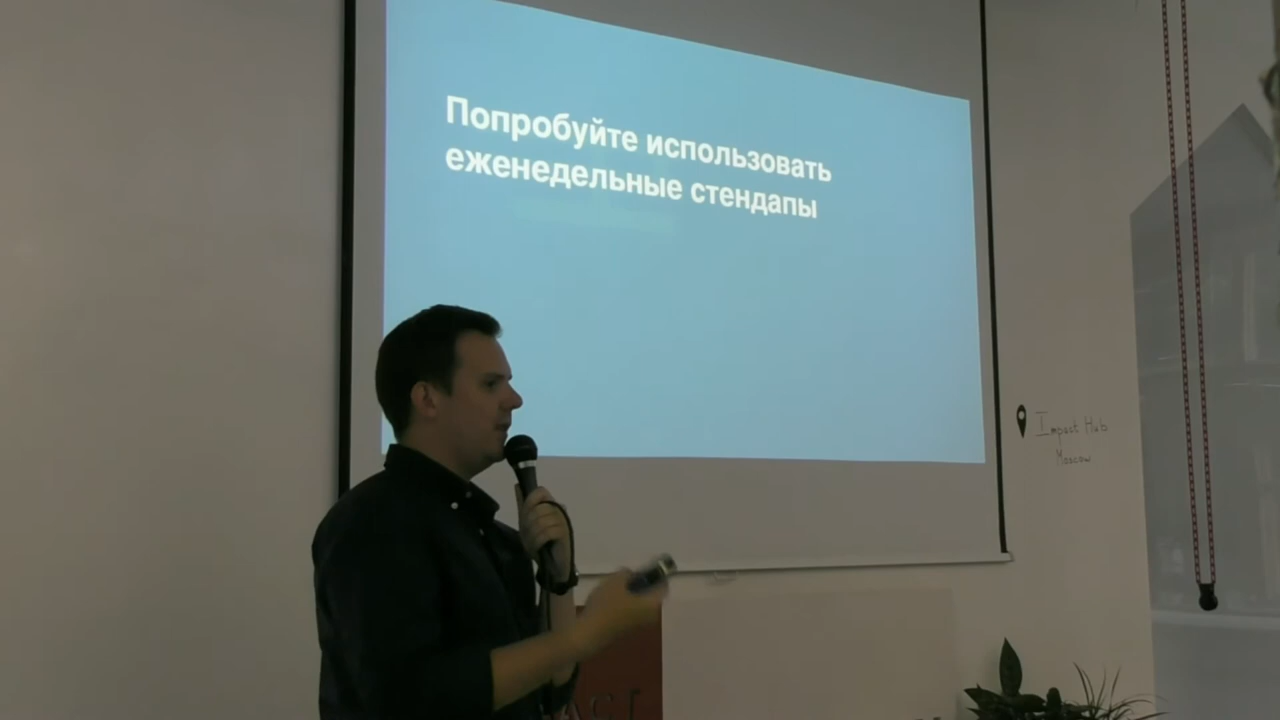 Попробуйте использовать
еженедельные стендапы
Impact Hub
Moscow